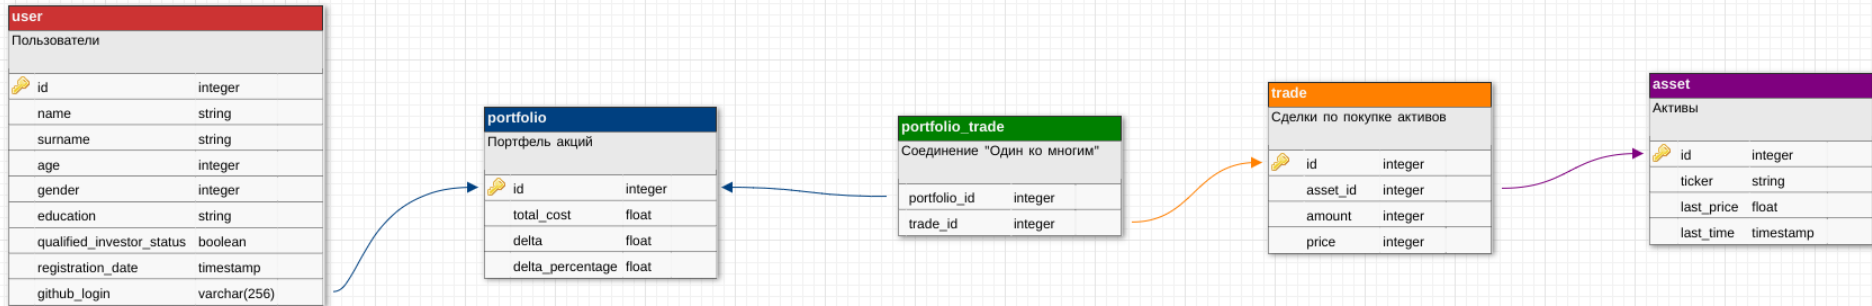 user
Пользователи
id integer
name string
surname string
age integer
gender integer
education string
qualified_investor_status boolean
registration_date timestamp
github_login varchar(256)
portfolio
Портфель акций
id integer
total_cost float
delta float
delta_percentage float
portfolio_trade
Соединение "Один ко многим"
portfolio_id integer
trade_id integer
trade
Сделки по покупке активов
id integer
asset_id integer
amount integer
price integer
asset
Активы
id integer
ticker string
last_price float
last_time timestamp